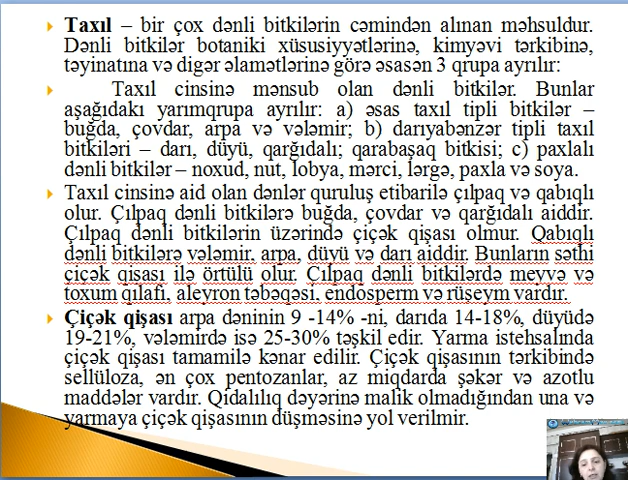 Taxıl – bir çox dənli bitkilərin cəmindən alınan məhsuldur.
Dənli bitkilər botaniki xüsusiyyətlərinə, kimyəvi tərkibinə,
təyinatına və digər əlamətlərinə görə əsasən 3 qrupa ayrılır:
Taxıl cinsinə mənsub olan dənli bitkilər. Bunlar
aşağıdakı yarımqrupa ayrılır: a) əsas taxıl tipli bitkilər –
buğda, çovdar, arpa və vələmir; b) darıyabənzər tipli taxıl
bitkiləri – darı, düyü, qarğıdalı; qarabaşaq bitkisi; c) paxlalı
dənli bitkilər – noxud, nut, lobya, mərci, lərgə, paxla və soya.
Taxıl cinsinə aid olan dənlər quruluş etibarilə çılpaq və qabıqlı
olur. Çılpaq dənli bitkilərə buğda, çovdar və qarğıdalı aiddir.
Çılpaq dənli bitkilərin üzərində çiçək qişası olmur. Qabıqlı
dənli bitkilərə vələmir, arpa, düyü və darı aiddir. Bunların səthi
çiçək qişası ilə örtülü olur. Çılpaq dənli bitkilərdə meyvə və
toxum qilafı, aleyron təbəqəsi, endosperm və rüşeym vardır.
Çiçək qişası arpa dəninin 9 -14% -ni, darıda 14-18%, düyüdə
19-21%, vələmirdə isə 25-30% təşkil edir. Yarma istehsalında
çiçək qişası tamamilə kənar edilir. Çiçək qişasının tərkibində
sellüloza, ən çox pentozanlar, az miqdarda şəkər və azotlu
maddələr vardır. Qidalılıq dəyərinə malik olmadığından una və
yarmaya çiçək qişasının düşməsinə yol verilmir.